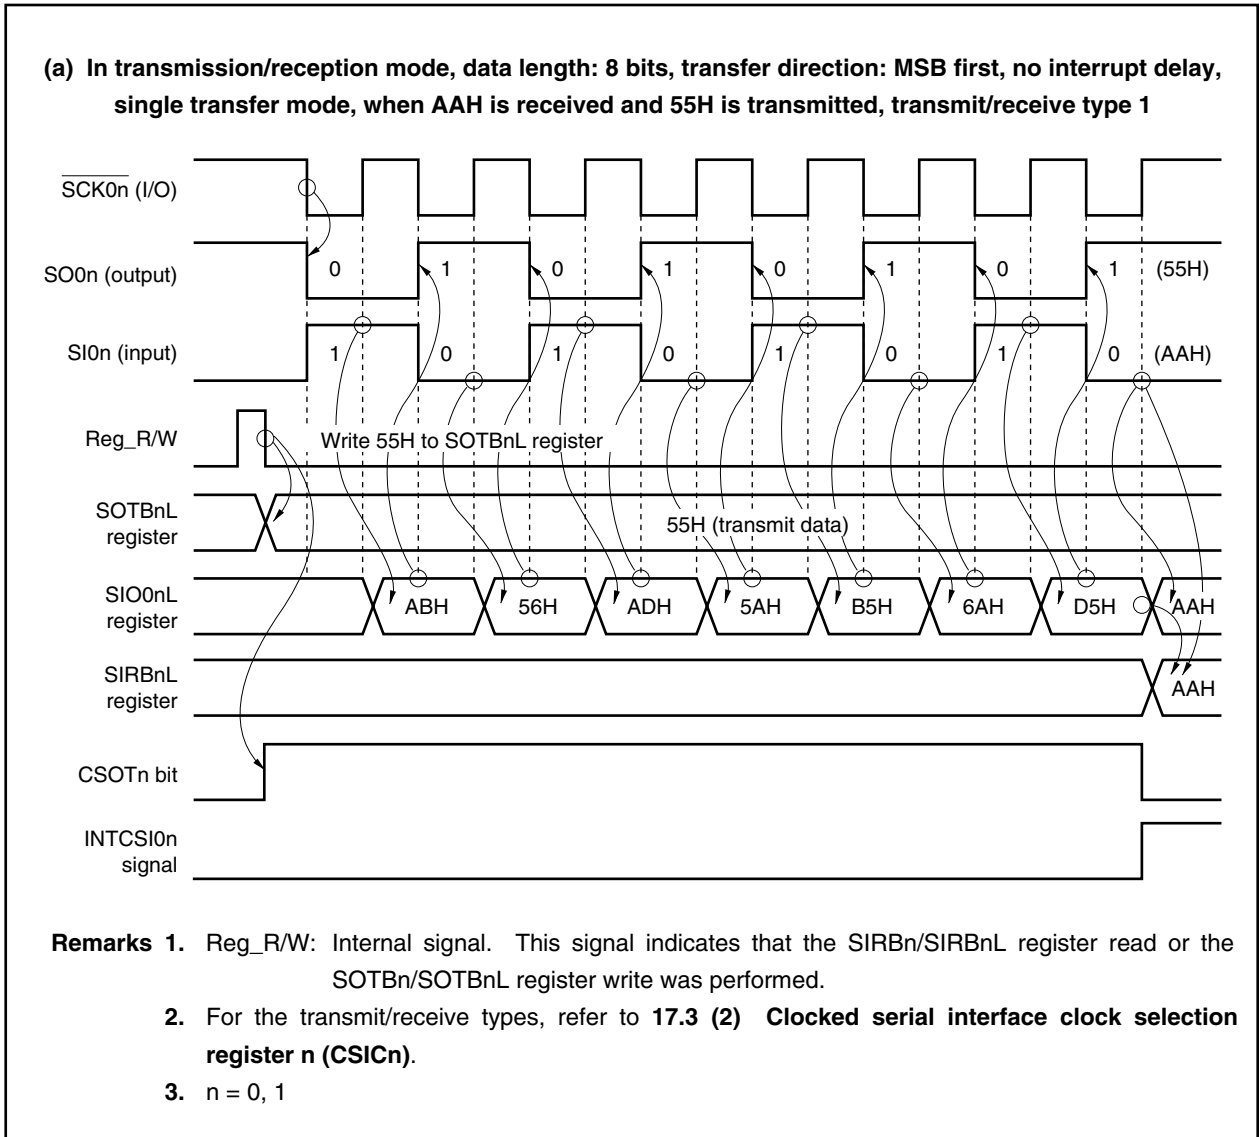 (a) In transmission/reception mode, data length: 8 bits, transfer direction: MSB first, no interrupt delay,
single transfer mode, when AAH is received and 55H is transmitted, transmit/receive type 1
SCK0n (I/O)
SO0n (output) 0 1 0 1 0 1 0 1 (55H)
SI0n (input) 1 0 1 0 1 0 1 0 (AAH)
Reg_R/W Write 55H to SOTBnL register
SOTBnL
register
55H (transmit data)
SIO0nL
register
ABH 56H ADH 5AH B5H 6AH D5H AAH
SIRBnL
register
AAH
CSOTn bit
INTCSI0n
signal
Remarks 1. Reg_R/W: Internal signal. This signal indicates that the SIRBn/SIRBnL register read or the
SOTBn/SOTBnL register write was performed.
2. For the transmit/receive types, refer to 17.3 (2) Clocked serial interface clock selection
register n (CSICn).
3. n = 0, 1